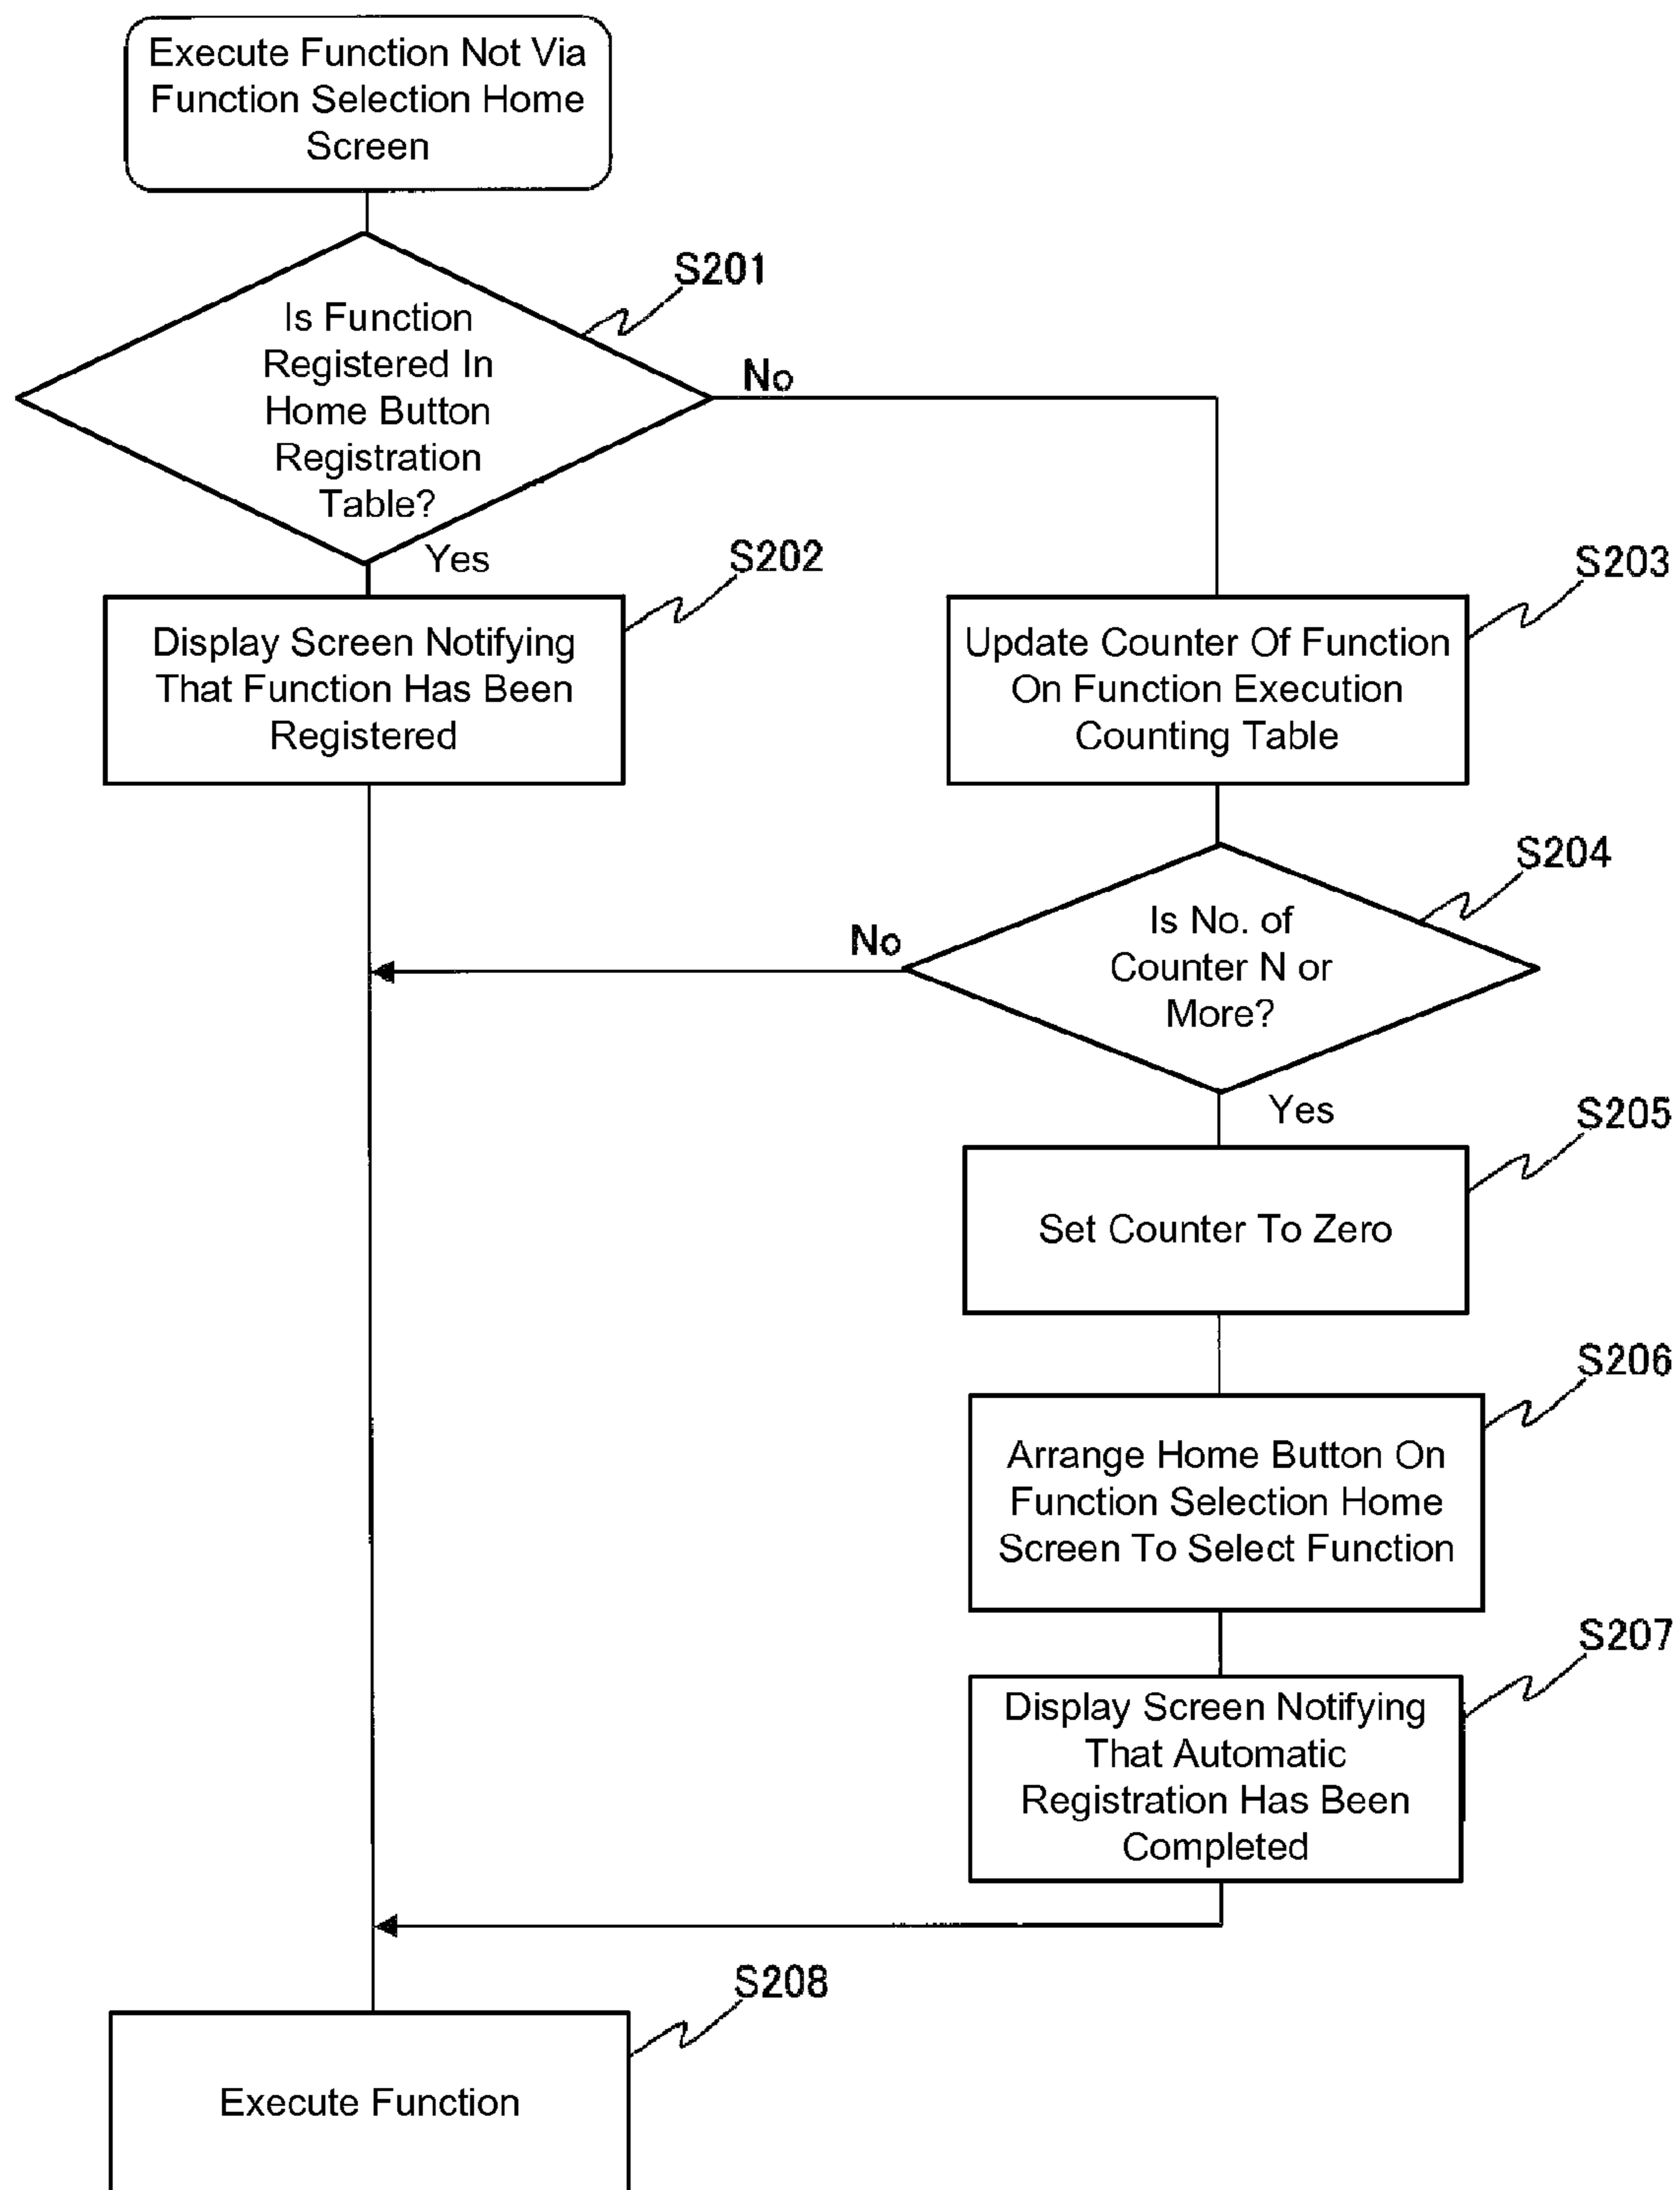 Execute Function Not Via
Function Selection Home
Screen
S201
Is Function
Registered In
Home Button
Registration
Table?
No
Yes
S202
Display Screen Notifying
That Function Has Been
Registered
S203
Update Counter Of Function
On Function Execution
Counting Table
S204
Is No. of
Counter N or
More?
No
Yes
S205
Set Counter To Zero
S206
Arrange Home Button On
Function Selection Home
Screen To Select Function
S207
Display Screen Notifying
That Automatic
Registration Has Been
Completed
S208
Execute Function